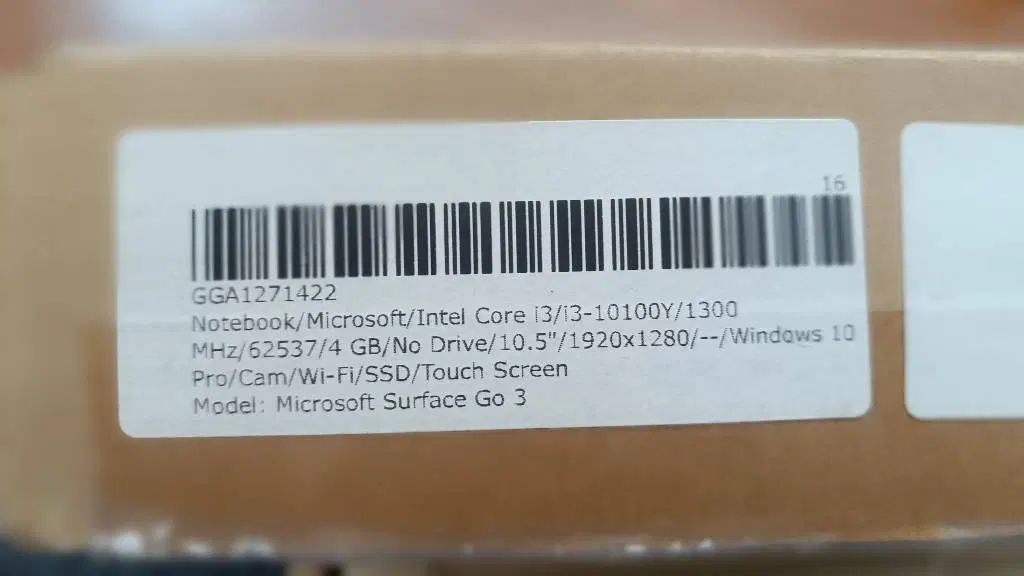 16
GGA1271422
Notebook/Microsoft/Intel Core i3/i3-10100Y/1300
MHz/62537/4 GB/No Drive/10.5"/1920x1280/--/Windows 10
Pro/Cam/Wi-Fi/SSD/Touch Screen
Model: Microsoft Surface Go 3